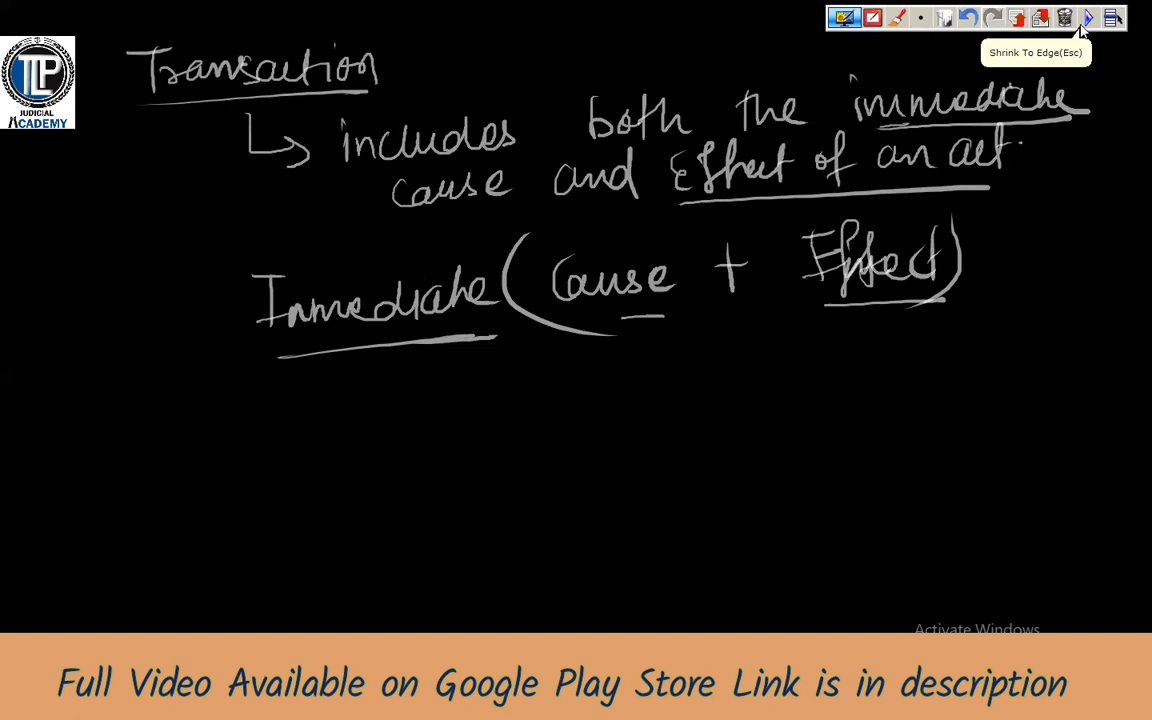 Shrink To Edge(Esc)
TLP
JUDICIAL
ACADEMY
Transaction
includes both the immediate
cause and Effect of an act.
Immediate (Cause + Effect)
Activate Windows
Full Video Available on Google Play Store Link is in description